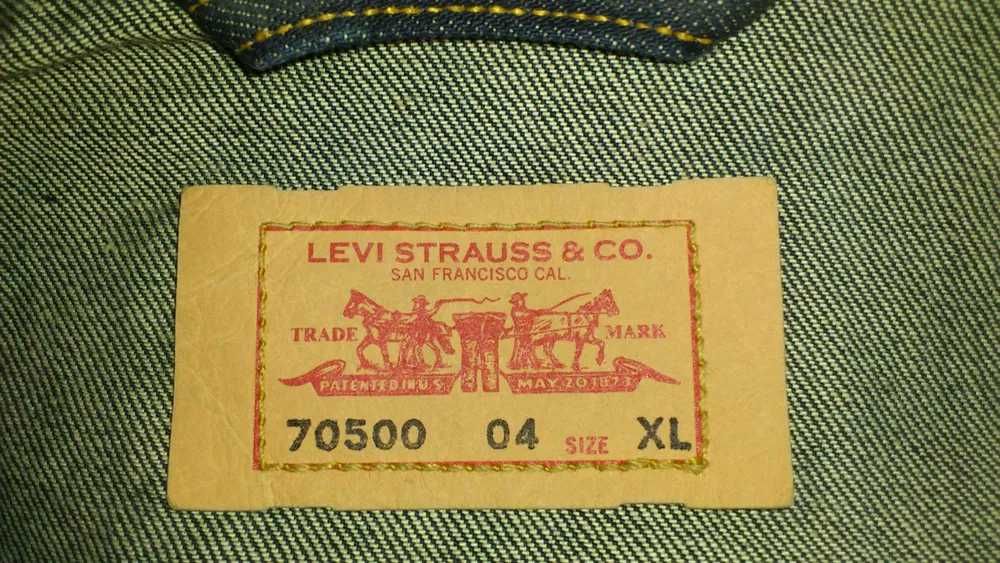 LEVI STRAUSS & CO.
SAN FRANCISCO CAL.
TRADE MARK
PATENTED IN U.S. MAY 20 1873
70500 04 SIZE XL